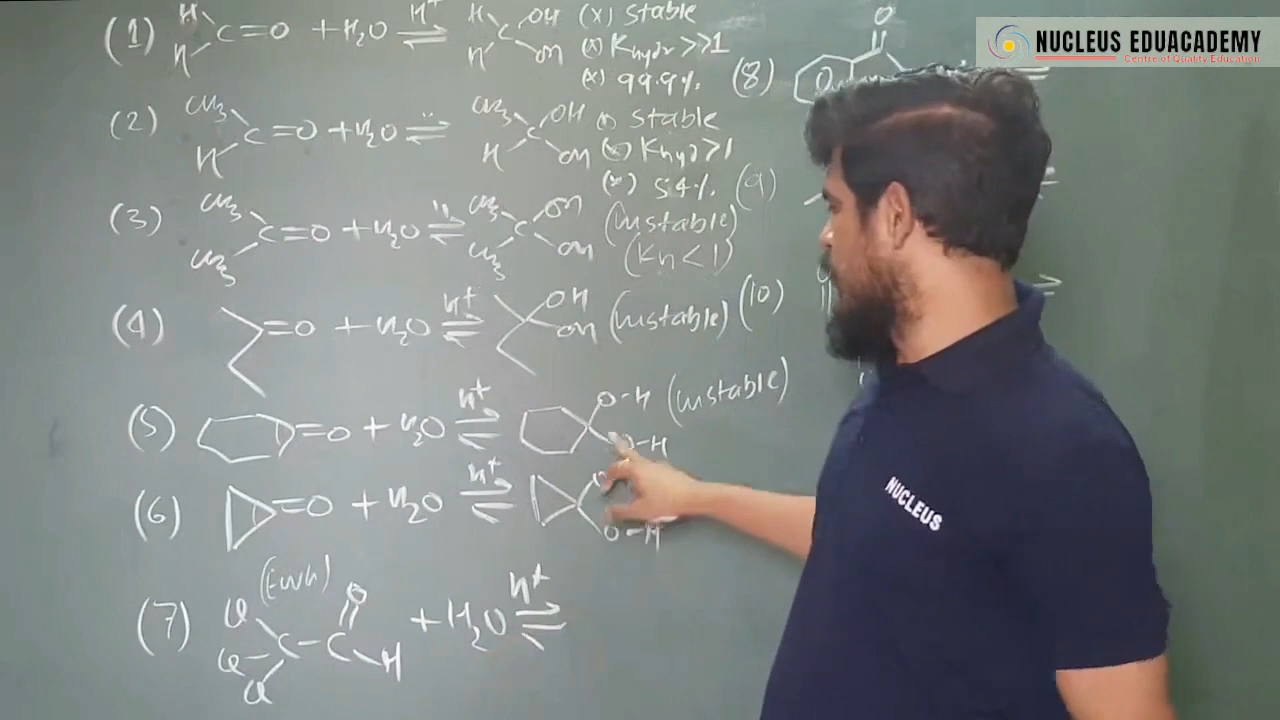 NUCLEUS EDUACADEMY
Centre of Quality Education
(1) H H C=O + H₂O H⁺ ⇌ H H C OH OH (x) Stable
(x) Khyd >>1
(x) 99.9%
(2) CH₃ H C=O + H₂O ⇌ CH₃ H C OH OH (x) Stable
(x) Khyd >1
(x) 54%
(3) CH₃ CH₃ C=O + H₂O ⇌ CH₃ CH₃ C OH OH (Unstable)
(KH < 1)
(4) =O + H₂O H⁺ ⇌ OH OH (Unstable)
(5) =O + H₂O H⁺ ⇌ O-H O-H (Unstable)
(6) =O + H₂O H⁺ ⇌ O-H
(7) Cl Cl Cl C-C O H (EWG) + H₂O H⁺ ⇌
(8) O
(9)
(10)
NUCLEUS